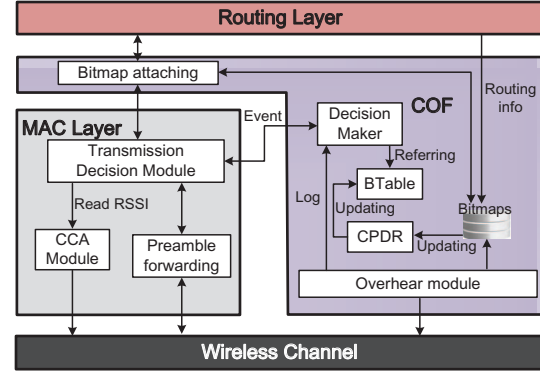 Routing Layer
Bitmap attaching
COF
Routing
info
MAC Layer
Event
Decision
Maker
Transmission
Decision Module
Referring
Log
BTable
Read RSSI
Updating
Bitmaps
CCA
Module
Preamble
forwarding
CPDR
Updating
Overhear module
Wireless Channel